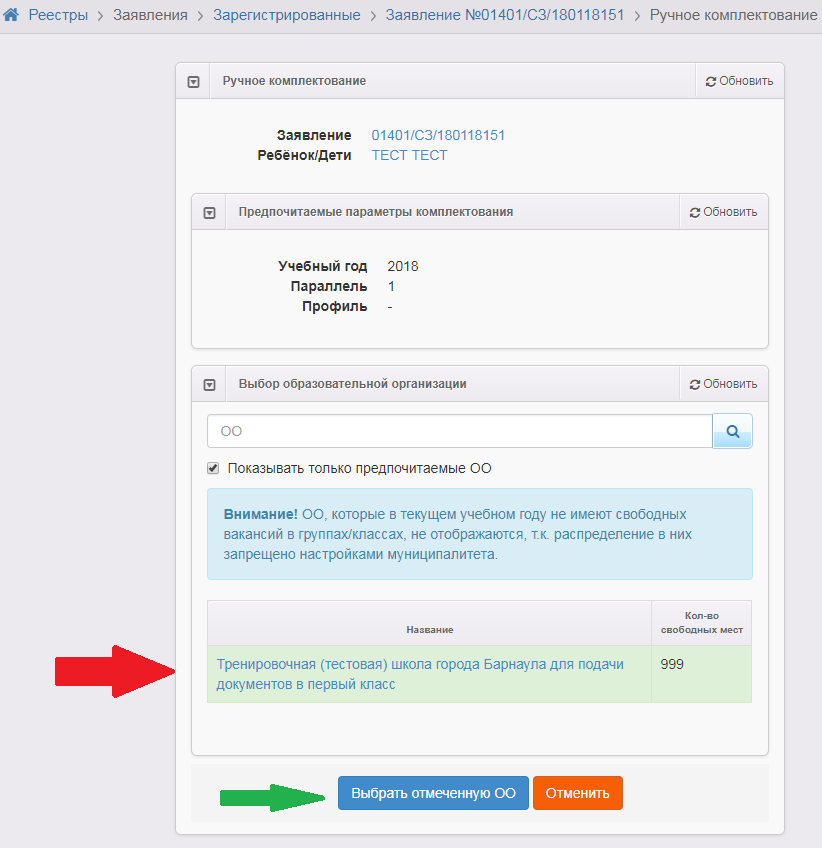 Реестры > Заявления > Зарегистрированные > Заявление №01401/СЗ/180118151 > Ручное комплектование
Ручное комплектование
Обновить
Заявление 01401/СЗ/180118151
Ребёнок/Дети ТЕСТ ТЕСТ
Предпочитаемые параметры комплектования
Обновить
Учебный год 2018
Параллель 1
Профиль -
Выбор образовательной организации
Обновить
ОО
Показывать только предпочитаемые ОО
Внимание! ОО, которые в текущем учебном году не имеют свободных
вакансий в группах/классах, не отображаются, т.к. распределение в них
запрещено настройками муниципалитета.
Название
Кол-во
свободных мест
Тренировочная (тестовая) школа города Барнаула для подачи
документов в первый класс
999
Выбрать отмеченную ОО
Отменить